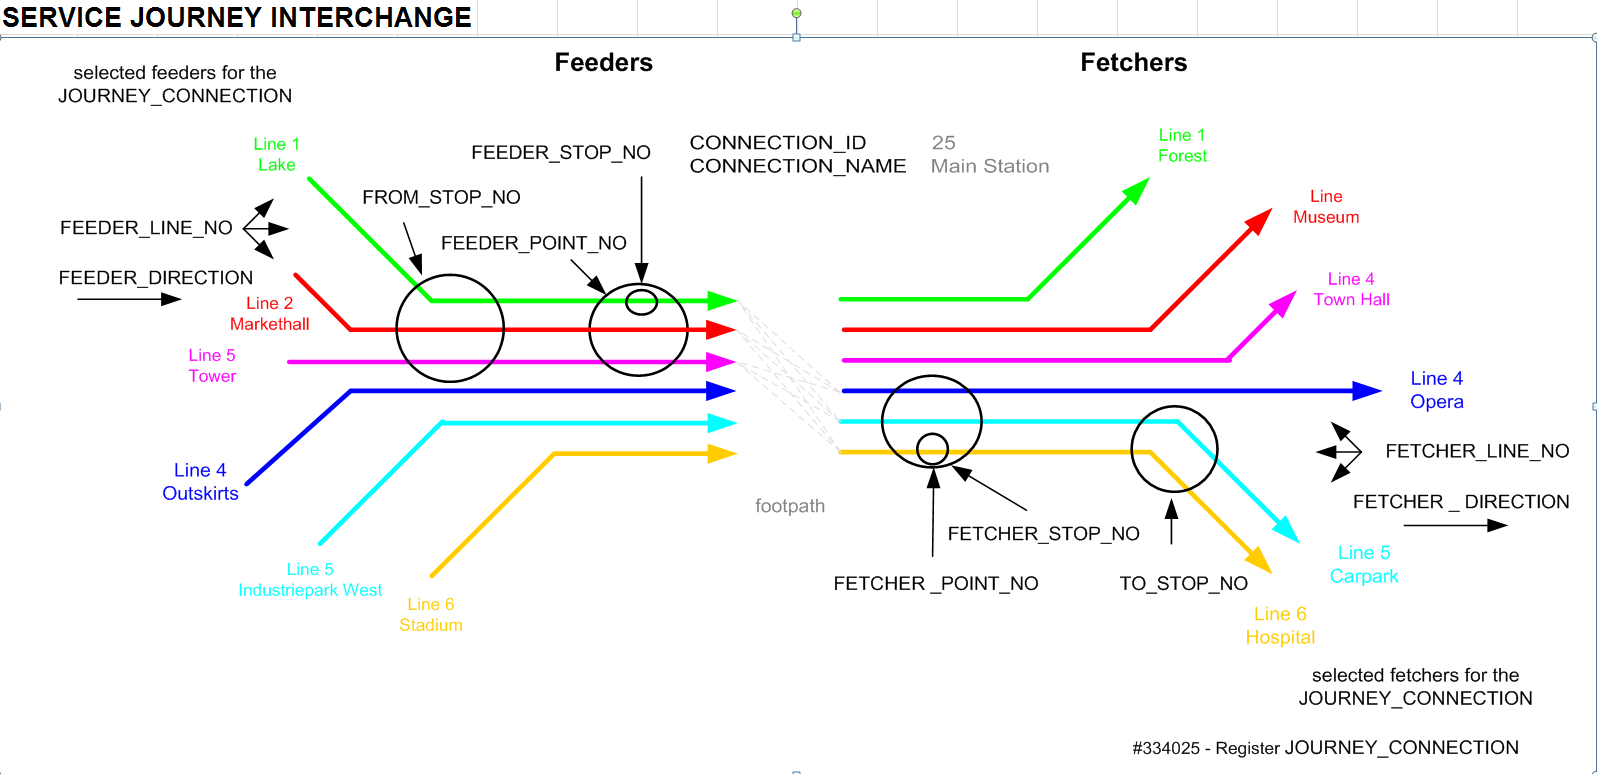 SERVICE JOURNEY INTERCHANGE
Feeders
Fetchers
selected feeders for the
JOURNEY_CONNECTION
Line 1
Lake
FEEDER_STOP_NO
CONNECTION_ID 25
CONNECTION_NAME Main Station
Line 1
Forest
FROM_STOP_NO
Line
Museum
FEEDER_LINE_NO
FEEDER_POINT_NO
FEEDER_DIRECTION
Line 4
Town Hall
Line 2
Markethall
Line 5
Tower
Line 4
Opera
Line 4
Outskirts
FETCHER_LINE_NO
footpath
FETCHER _ DIRECTION
FETCHER_STOP_NO
Line 5
Industriepark West
FETCHER _POINT_NO
TO_STOP_NO
Line 5
Carpark
Line 6
Stadium
Line 6
Hospital
selected fetchers for the
JOURNEY_CONNECTION
#334025 - Register JOURNEY_CONNECTION